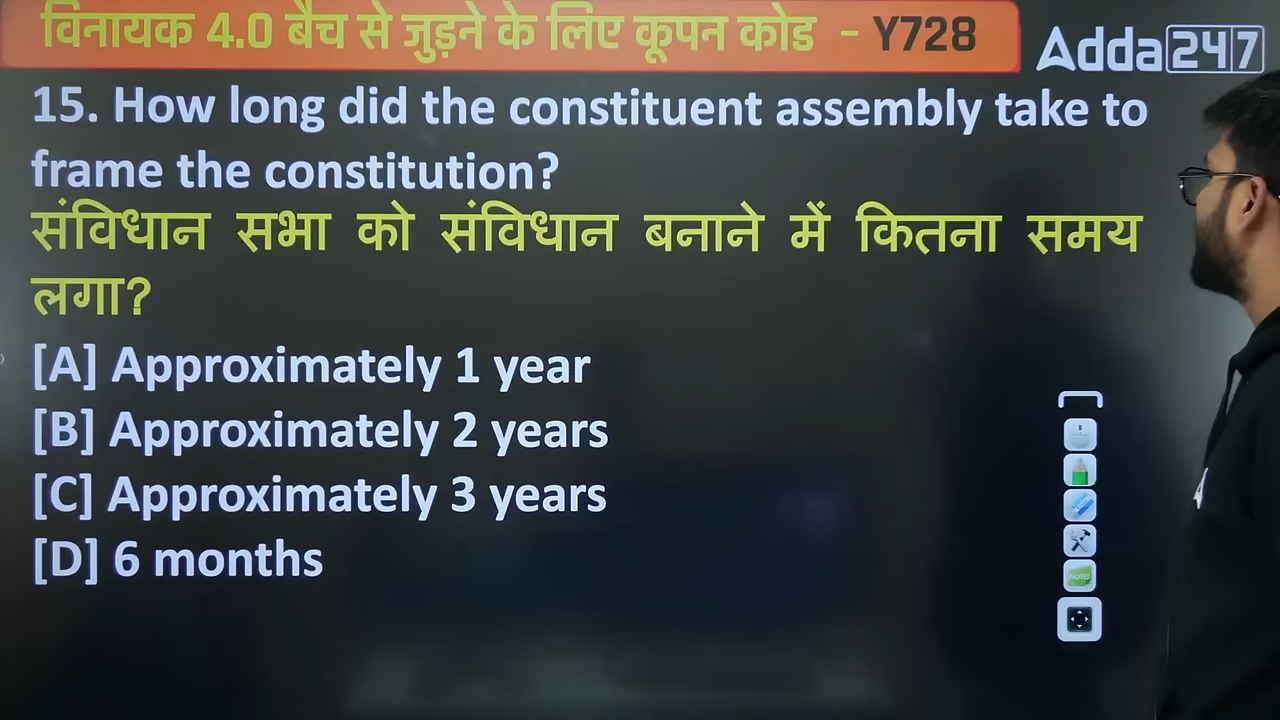 विनायक 4.0 बैच से जुड़ने के लिए कूपन कोड - Y728
Adda247
15. How long did the constituent assembly take to
frame the constitution?
संविधान सभा को संविधान बनाने में कितना समय
लगा?
[A] Approximately 1 year
[B] Approximately 2 years
[C] Approximately 3 years
[D] 6 months